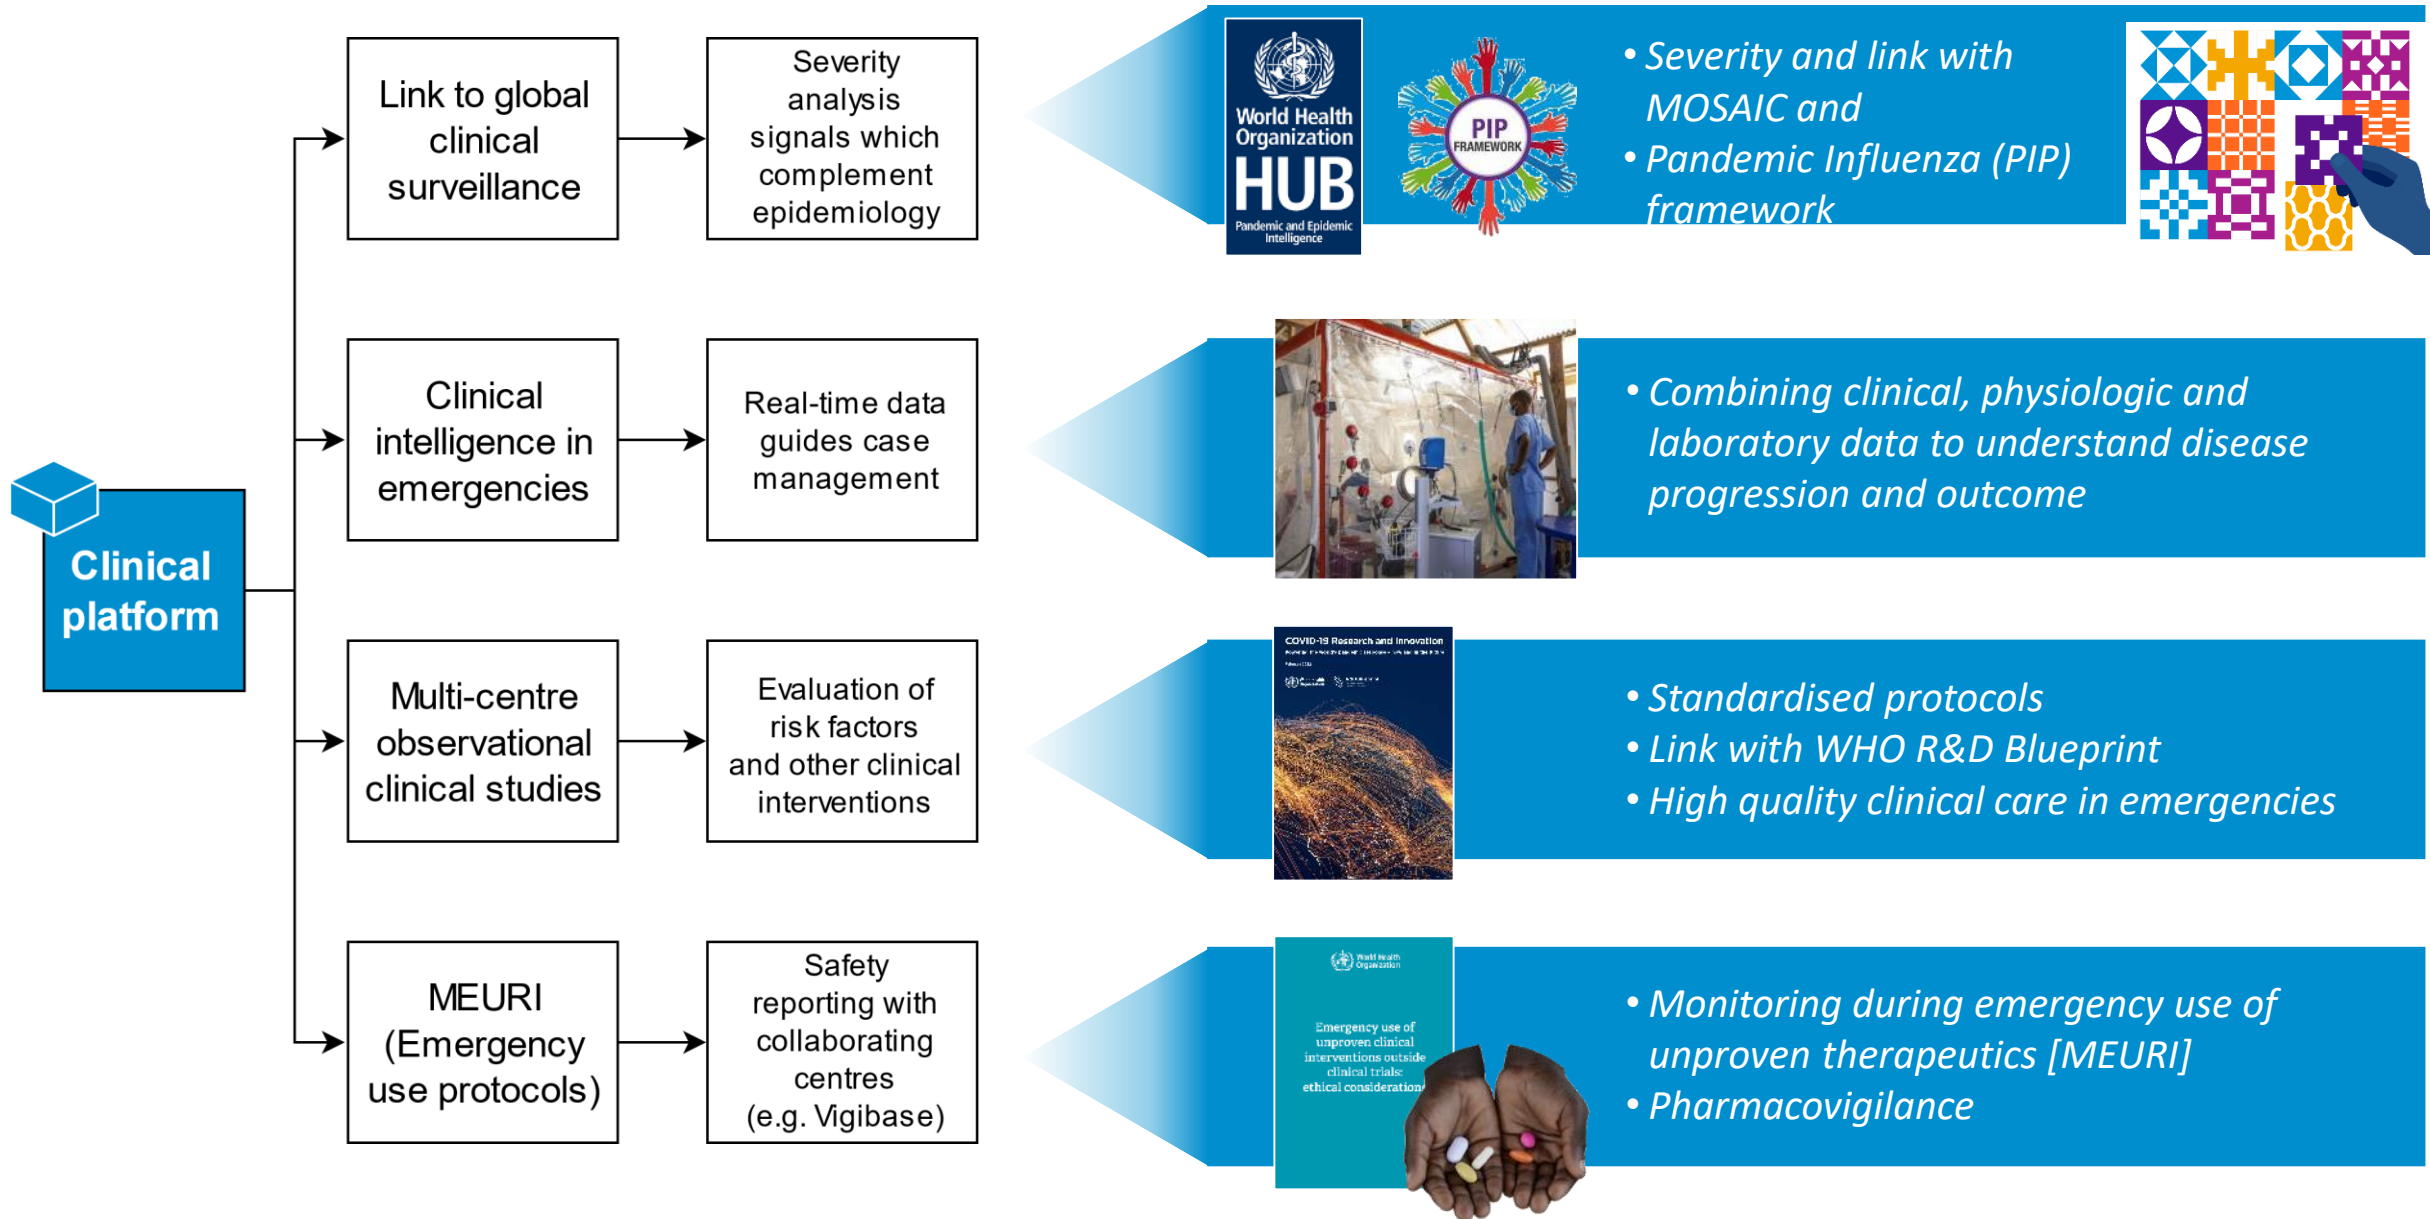 Clinical
platform
Link to global
clinical
surveillance
Severity
analysis
signals which
complement
epidemiology
World Health
Organization
HUB
Pandemic and Epidemic
Intelligence
PIP
FRAMEWORK
• Severity and link with
MOSAIC and
• Pandemic Influenza (PIP)
framework
Clinical
intelligence in
emergencies
Real-time data
guides case
management
• Combining clinical, physiologic and
laboratory data to understand disease
progression and outcome
Multi-centre
observational
clinical studies
Evaluation of
risk factors
and other clinical
interventions
COVID-19 Research and Innovation
• Standardised protocols
• Link with WHO R&D Blueprint
• High quality clinical care in emergencies
MEURI
(Emergency
use protocols)
Safety
reporting with
collaborating
centres
(e.g. Vigibase)
World Health
Organization
Emergency use of
unproven clinical
interventions outside
clinical trials:
ethical consideration
• Monitoring during emergency use of
unproven therapeutics [MEURI]
• Pharmacovigilance